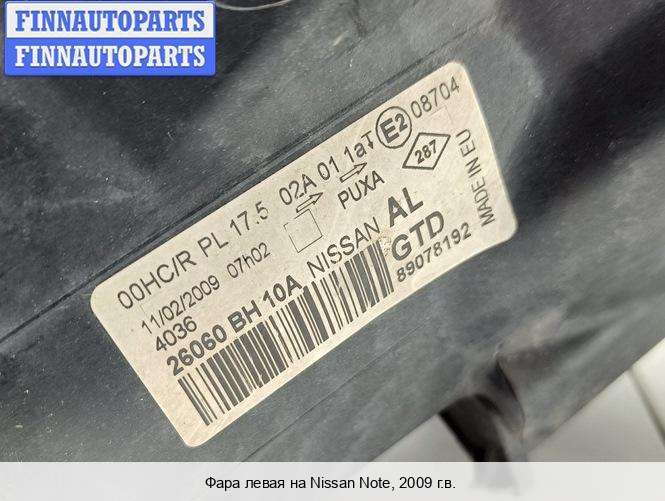 FINNAUTOPARTS
FINNAUTOPARTS
00HC/R PL 17.5 02A 01 1a E2 08704
11/02/2009 07h02 PUXA 287
4036
26060 BH 10A NISSAN AL
GTD
89078192
MADE IN EU
Фара левая на Nissan Note, 2009 г.в.